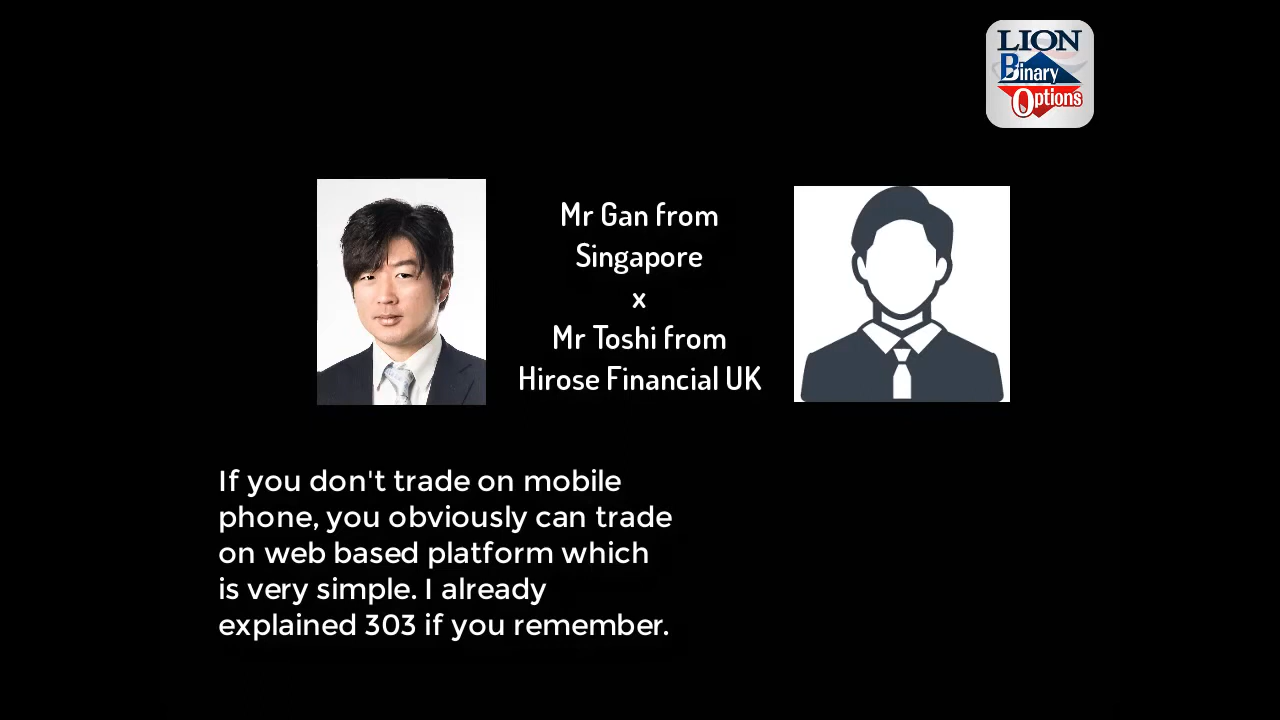 LION
Binary
Options
Mr Gan from
Singapore
x
Mr Toshi from
Hirose Financial UK
If you don't trade on mobile
phone, you obviously can trade
on web based platform which
is very simple. I already
explained 303 if you remember.